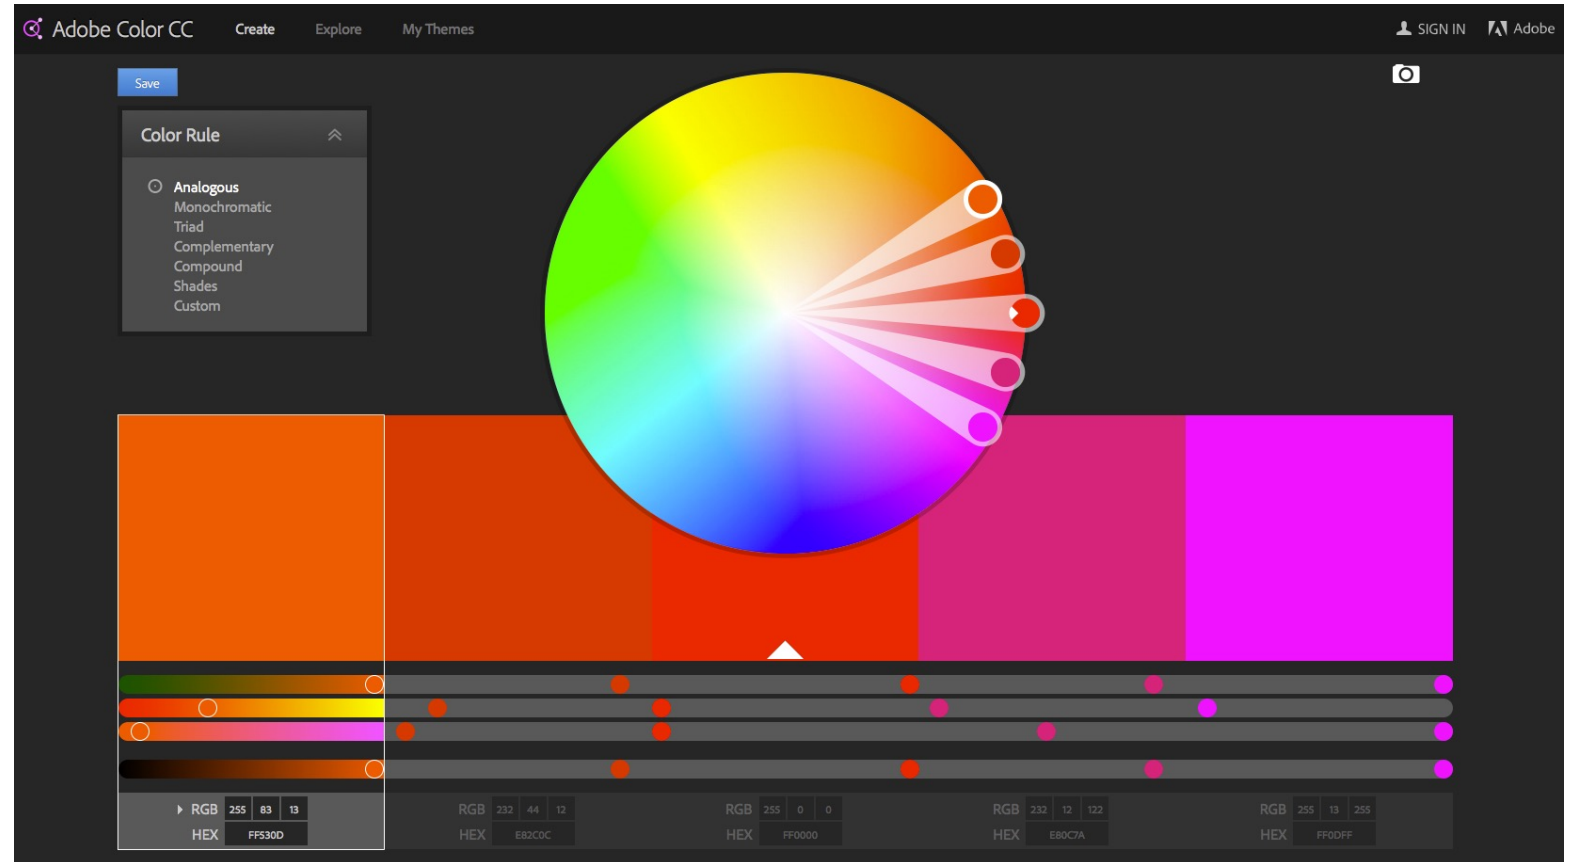 Adobe Color CC Create Explore My Themes SIGN IN Adobe
Save
Color Rule
Analogous
Monochromatic
Triad
Complementary
Compound
Shades
Custom
RGB 255 83 13 RGB 232 44 12 RGB 255 0 0 RGB 232 12 122 RGB 255 13 255
HEX FF530D HEX E82C0C HEX FF0000 HEX E80C7A HEX FF0DFF